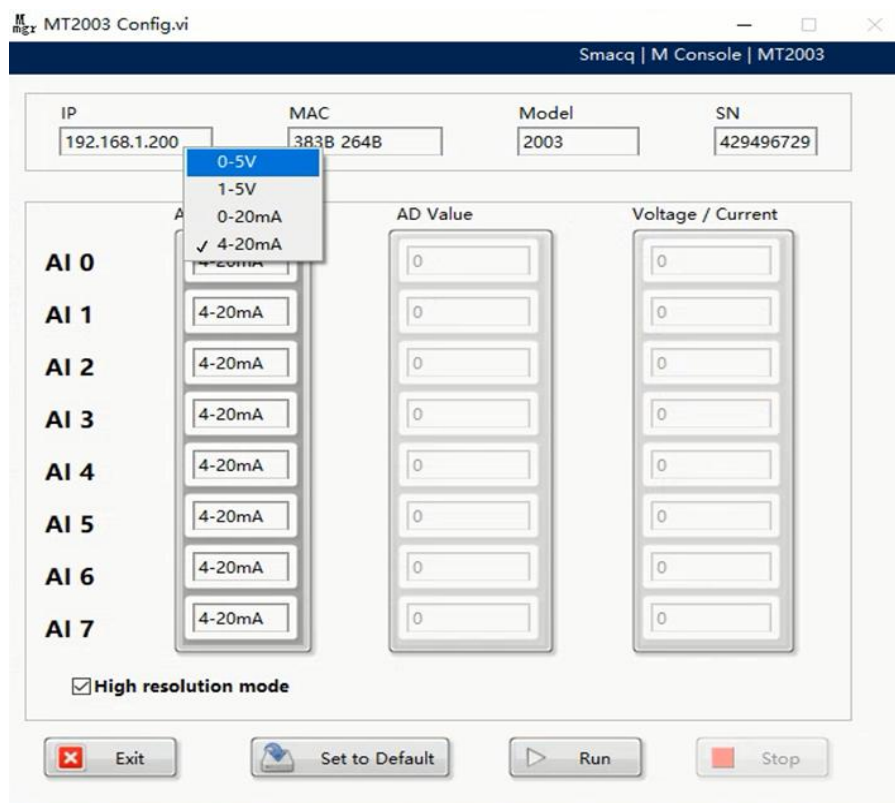 M
mgr MT2003 Config.vi
Smacq | M Console | MT2003
IP MAC Model SN
192.168.1.200 383B 264B 2003 429496729
0-5V
1-5V
0-20mA
✓ 4-20mA
AD Value Voltage / Current
AI 0 4-20mA 0 0
AI 1 4-20mA 0 0
AI 2 4-20mA 0 0
AI 3 4-20mA 0 0
AI 4 4-20mA 0 0
AI 5 4-20mA 0 0
AI 6 4-20mA 0 0
AI 7 4-20mA 0 0
High resolution mode
Exit Set to Default Run Stop